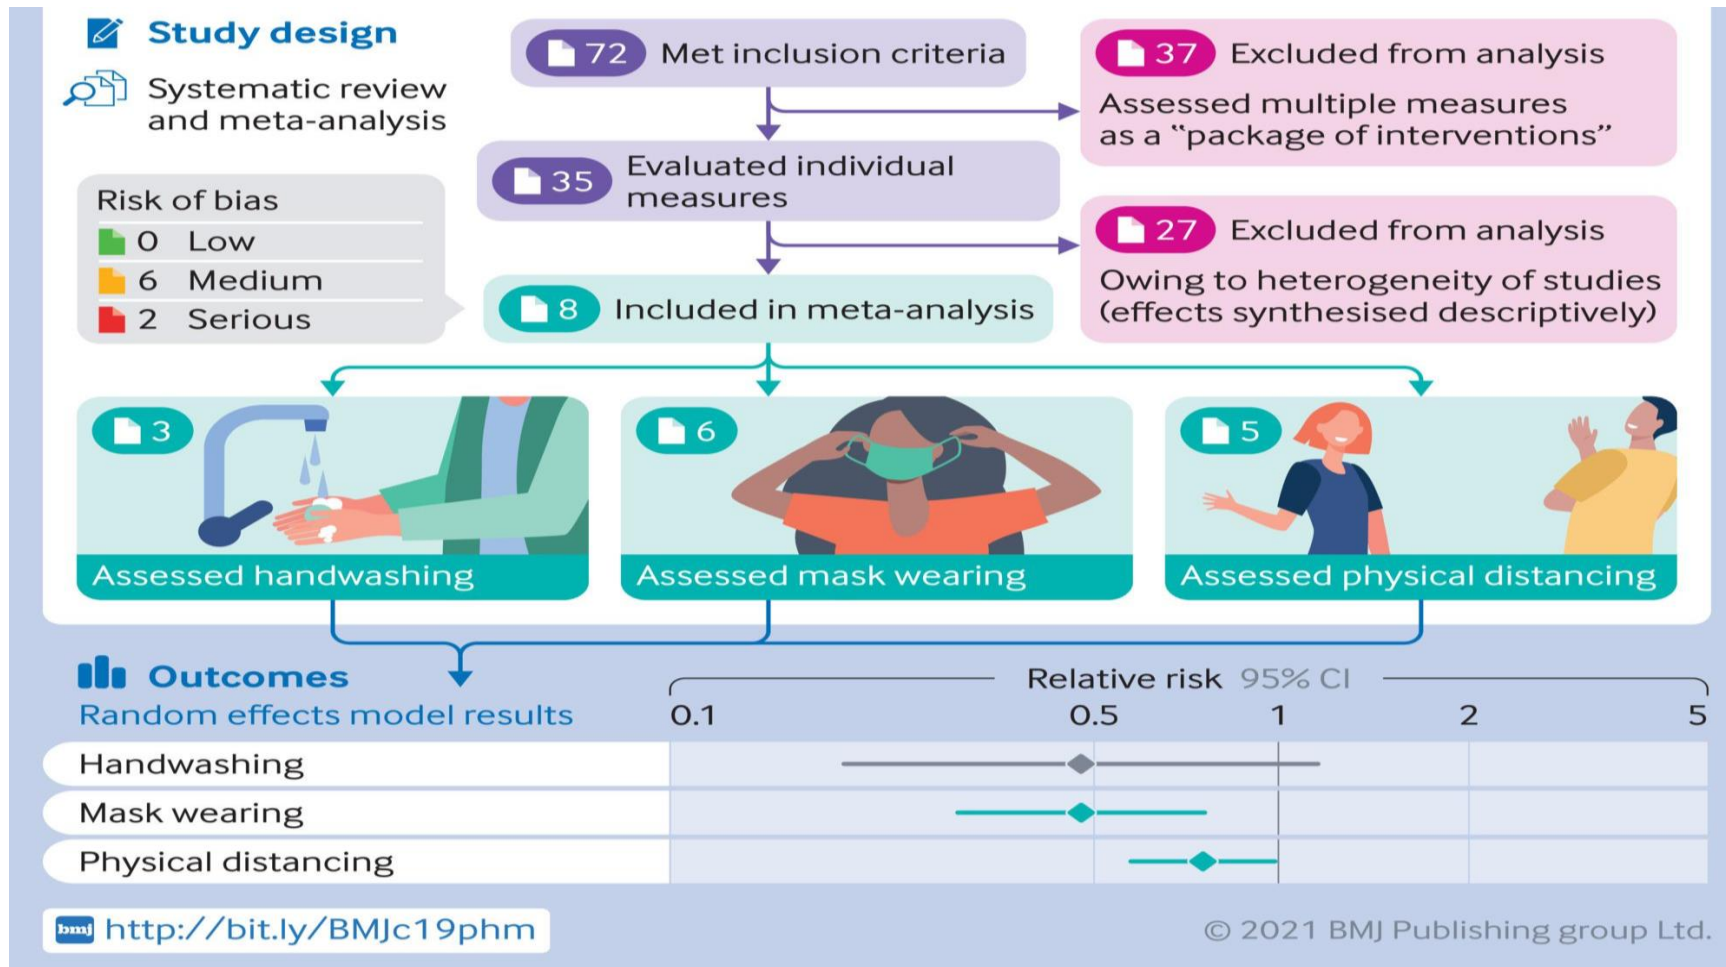 Study design
Systematic review
and meta-analysis
Risk of bias
0 Low
6 Medium
2 Serious
72 Met inclusion criteria
37 Excluded from analysis
Assessed multiple measures
as a “package of interventions”
35 Evaluated individual
measures
27 Excluded from analysis
Owing to heterogeneity of studies
(effects synthesised descriptively)
8 Included in meta-analysis
3
Assessed handwashing
6
Assessed mask wearing
5
Assessed physical distancing
Outcomes
Random effects model results
Relative risk 95% CI
0.1 0.5 1 2 5
Handwashing
Mask wearing
Physical distancing
bmj http://bit.ly/BMJc19phm
© 2021 BMJ Publishing group Ltd.